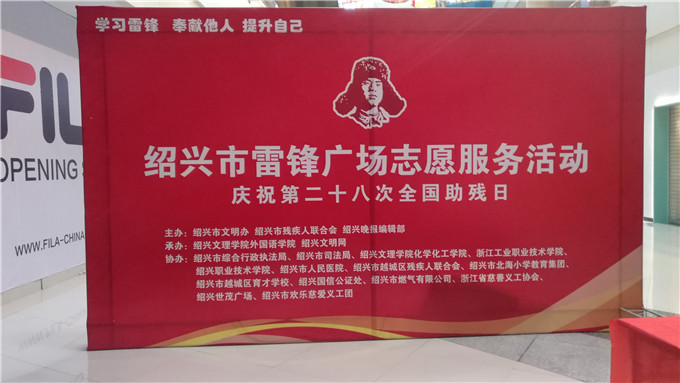 学习雷锋 奉献他人 提升自己
绍兴市雷锋广场志愿服务活动
庆祝第二十八次全国助残日
主办：绍兴市文明办 绍兴市残疾人联合会 绍兴晚报编辑部
承办：绍兴文理学院外国语学院 绍兴文明网
协办：绍兴市综合行政执法局、绍兴市司法局、绍兴文理学院化学化工学院、浙江工业职业技术学院、
绍兴职业技术学院、绍兴市人民医院、绍兴市越城区残疾人联合会、绍兴市北海小学教育集团、
绍兴市越城区育才学校、绍兴国信公证处、绍兴市燃气有限公司、浙江省慈善义工协会、
绍兴世茂广场、绍兴市欢乐慈爱义工团
FILA
OPENING
WWW.FILA-CHINA